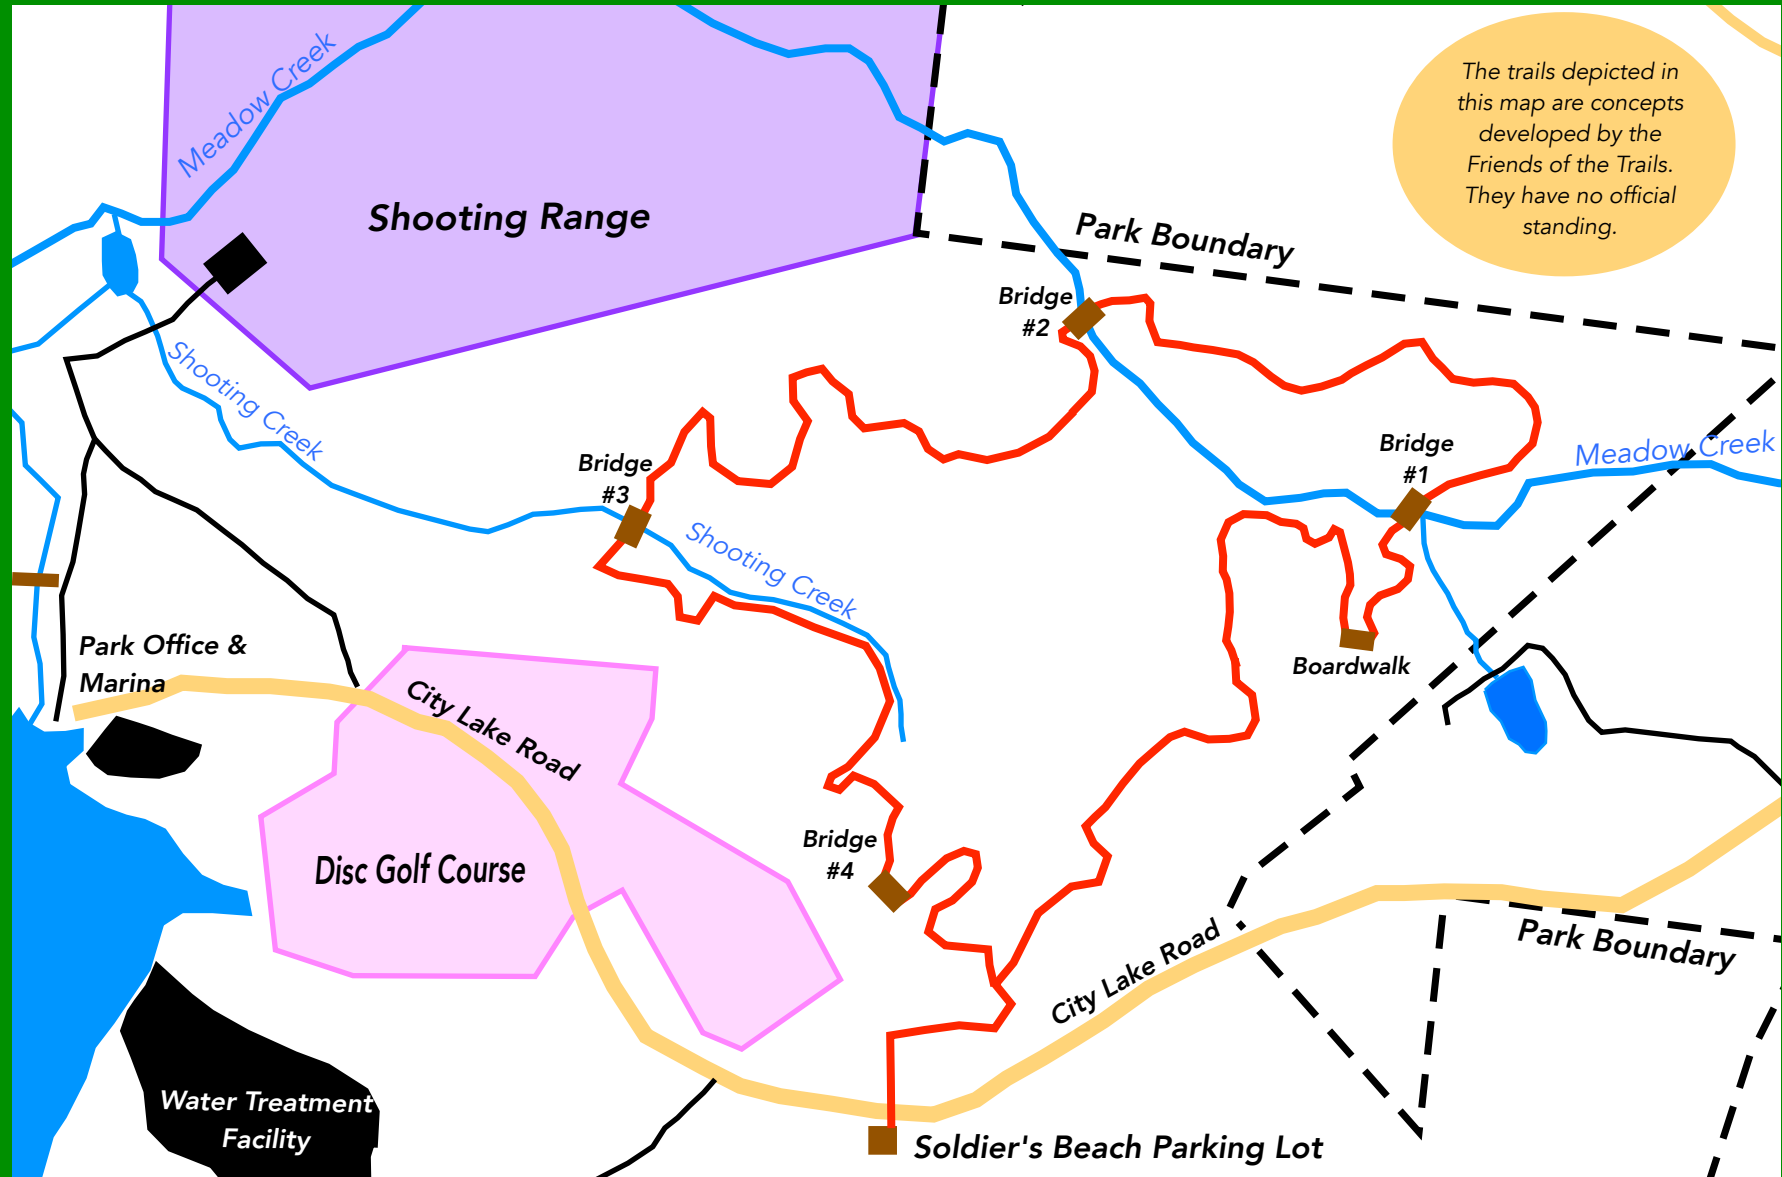 The trails depicted in
this map are concepts
developed by the
Friends of the Trails.
They have no official
standing.
Meadow Creek
Shooting Range
Park Boundary
Bridge
#2
Shooting Creek
Bridge
#3
Bridge
#1
Meadow Creek
Shooting Creek
Park Office &
Marina
Boardwalk
City Lake Road
Disc Golf Course
Bridge
#4
City Lake Road
Park Boundary
Water Treatment
Facility
Soldier's Beach Parking Lot